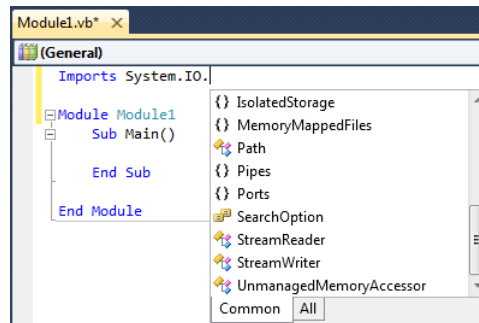 Module1.vb* ×
(General)
Imports System.IO.
Module Module1
Sub Main()
End Sub
End Module
{} IsolatedStorage
{} MemoryMappedFiles
Path
{} Pipes
{} Ports
SearchOption
StreamReader
StreamWriter
UnmanagedMemoryAccessor
Common All